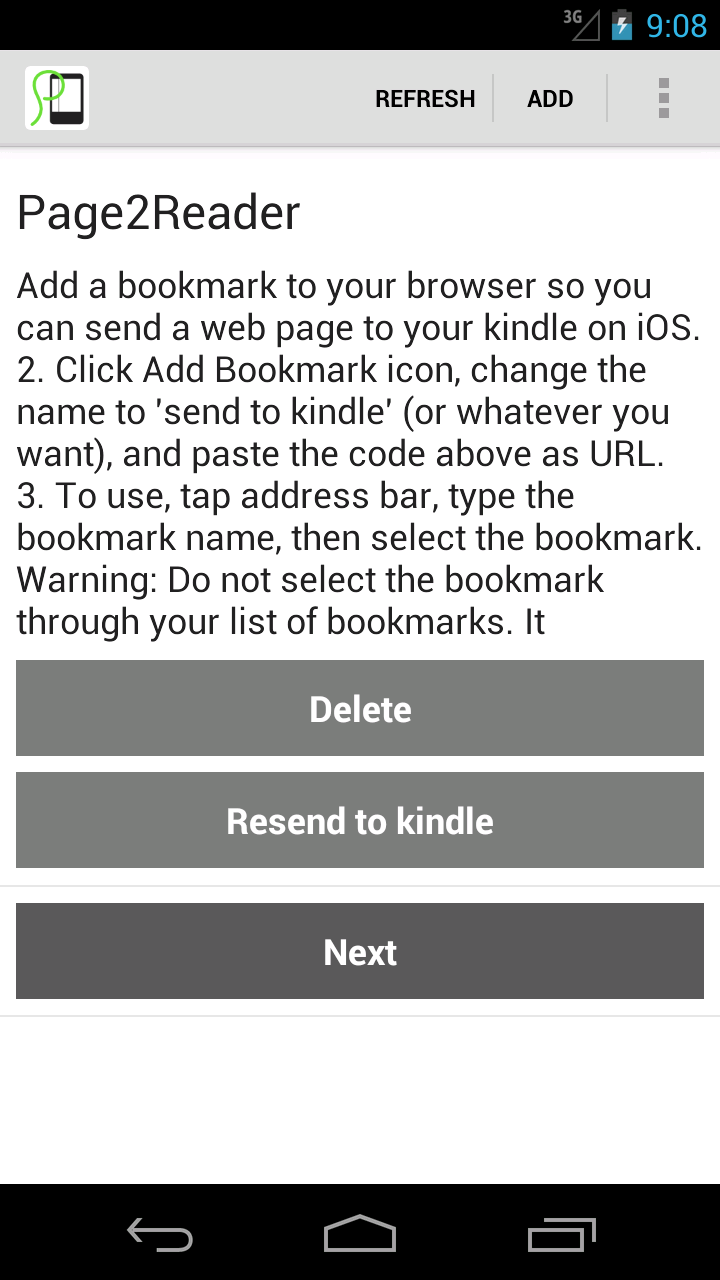 3G 9:08
REFRESH ADD
Page2Reader
Add a bookmark to your browser so you
can send a web page to your kindle on iOS.
2. Click Add Bookmark icon, change the
name to 'send to kindle' (or whatever you
want), and paste the code above as URL.
3. To use, tap address bar, type the
bookmark name, then select the bookmark.
Warning: Do not select the bookmark
through your list of bookmarks. It
Delete
Resend to kindle
Next